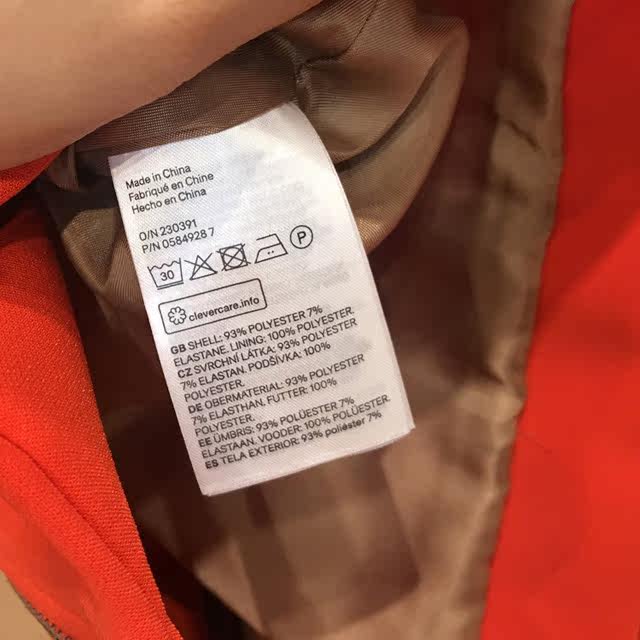 Made in China
Fabriqué en Chine
Hecho en China
O/N 230391
P/N 0584928 7
30
P
clevercare.info
GB SHELL: 93% POLYESTER 7%
ELASTANE. LINING: 100% POLYESTER.
CZ SVRCHNÍ LÁTKA: 93% POLYESTER
7% ELASTAN. PODŠÍVKA: 100%
POLYESTER.
DE OBERMATERIAL: 93% POLYESTER
7% ELASTHAN. FUTTER: 100%
POLYESTER.
EE ÜMBRIS: 93% POLÜESTER 7%
ELASTAAN. VOODER: 100% POLÜESTER.
ES TELA EXTERIOR: 93% poliéster 7%